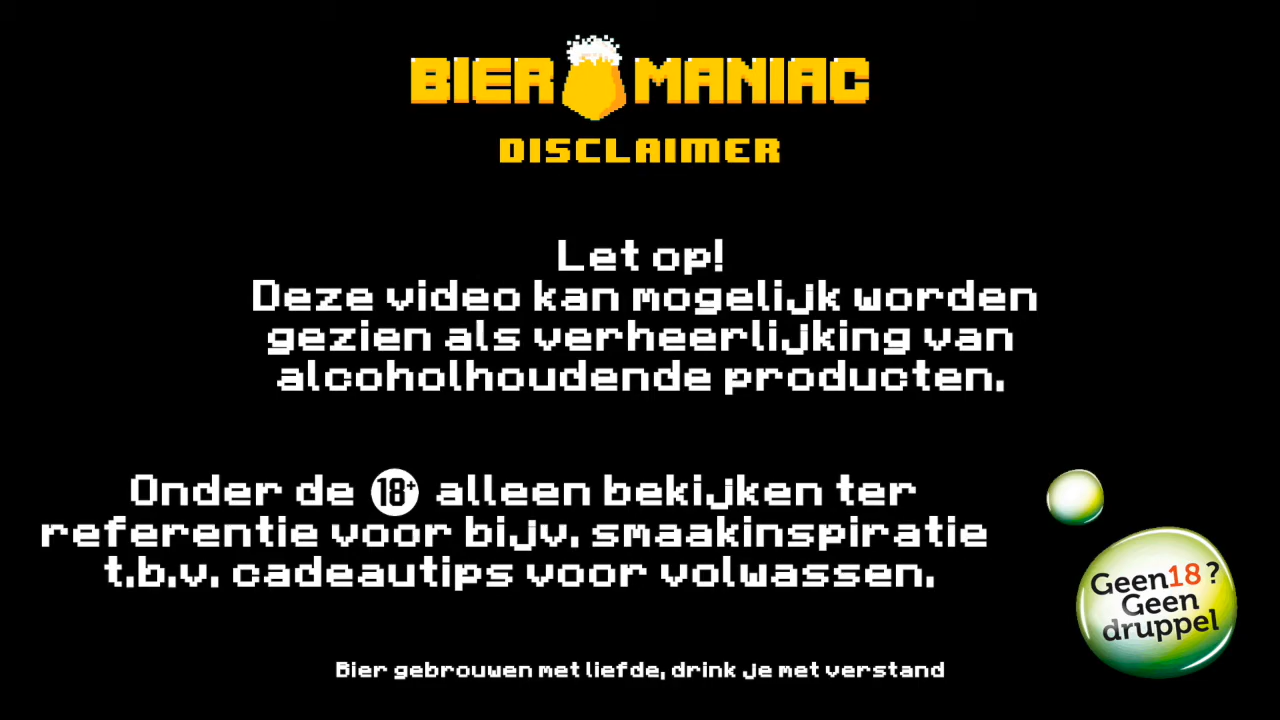 BIER MANIAC
DISCLAIMER
Let op!
Deze video kan mogelijk worden
gezien als verheerlijking van
alcoholhoudende producten.
Onder de 18+ alleen bekijken ter
referentie voor bijv. smaakinspiratie
t.b.v. cadeautips voor volwassen.
Geen18?
Geen
druppel
Bier gebrouwen met liefde, drink je met verstand